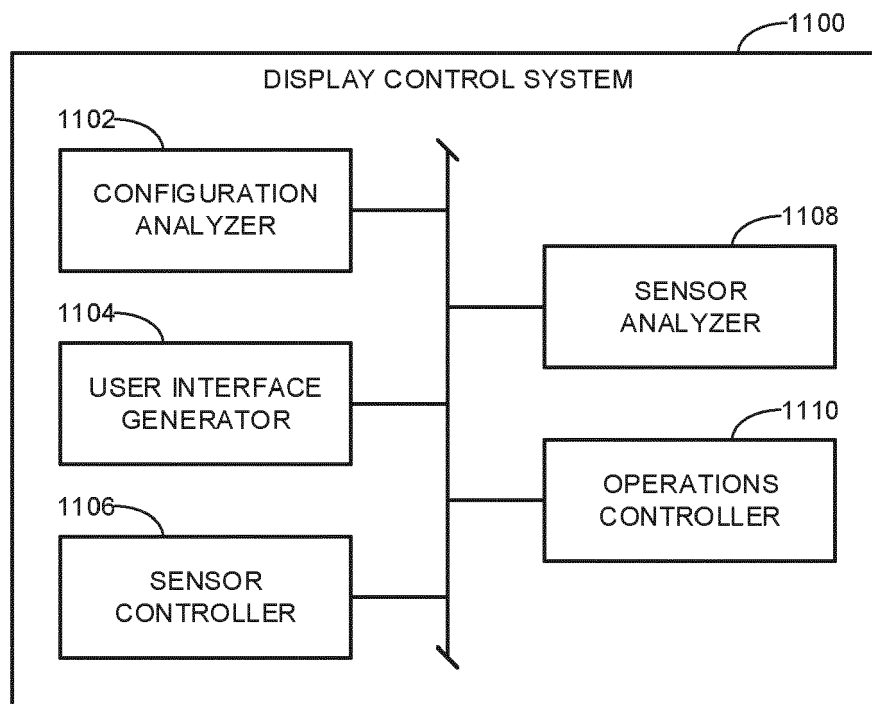 1100
DISPLAY CONTROL SYSTEM
1102
CONFIGURATION
ANALYZER
1104
USER INTERFACE
GENERATOR
1106
SENSOR
CONTROLLER
1108
SENSOR
ANALYZER
1110
OPERATIONS
CONTROLLER